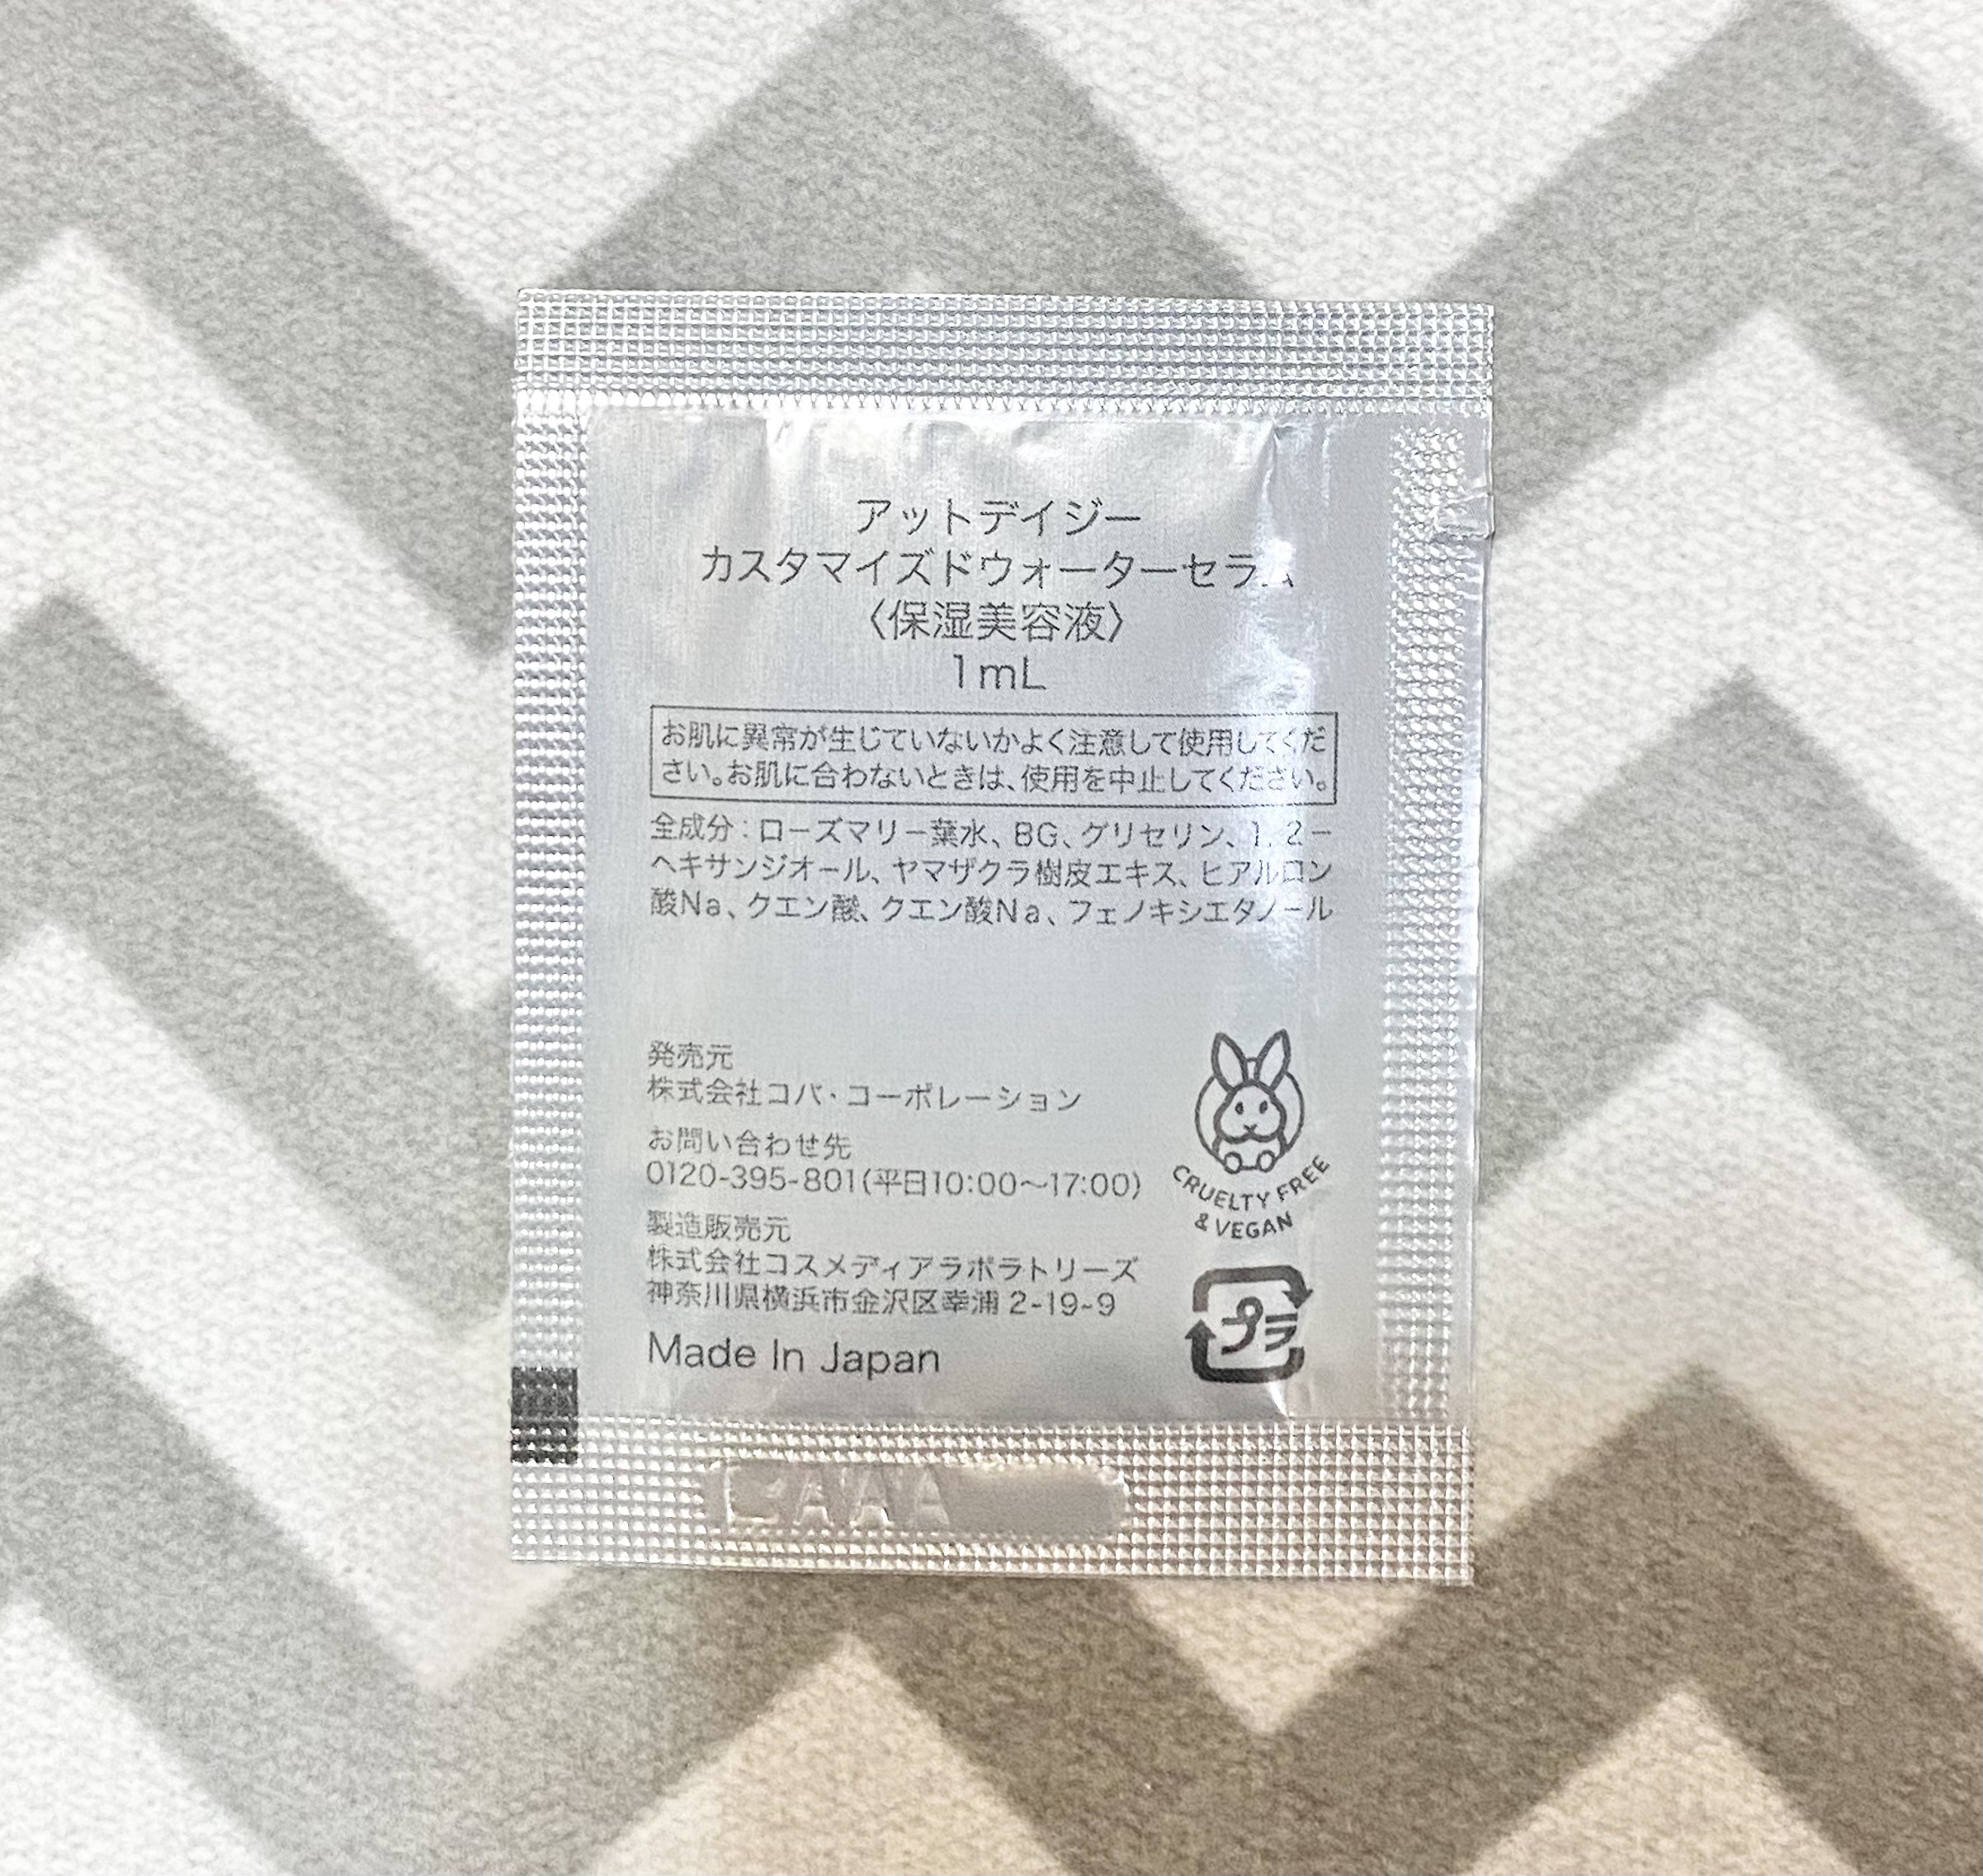 アットデイジー
カスタマイズドウォーターセラム
〈保湿美容液〉
1mL
お肌に異常が生じていないかよく注意して使用してくだ
さい。お肌に合わないときは、使用を中止してください。
全成分：ローズマリー葉水、BG、グリセリン、1，2－
ヘキサンジオール、ヤマザクラ樹皮エキス、ヒアルロン
酸Na、クエン酸、クエン酸Na、フェノキシエタノール
発売元
株式会社コパ・コーポレーション
お問い合わせ先
0120-395-801(平日10:00〜17:00)
製造販売元
株式会社コスメディアラボラトリーズ
神奈川県横浜市金沢区幸浦2-19-9
Made In Japan
CRUELTY FREE
& VEGAN
プラ